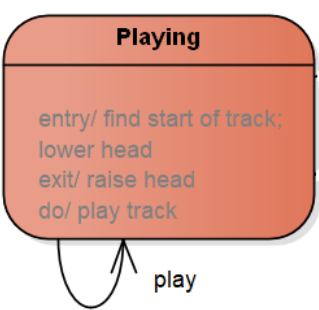 Playing
entry/ find start of track;
lower head
exit/ raise head
do/ play track
play